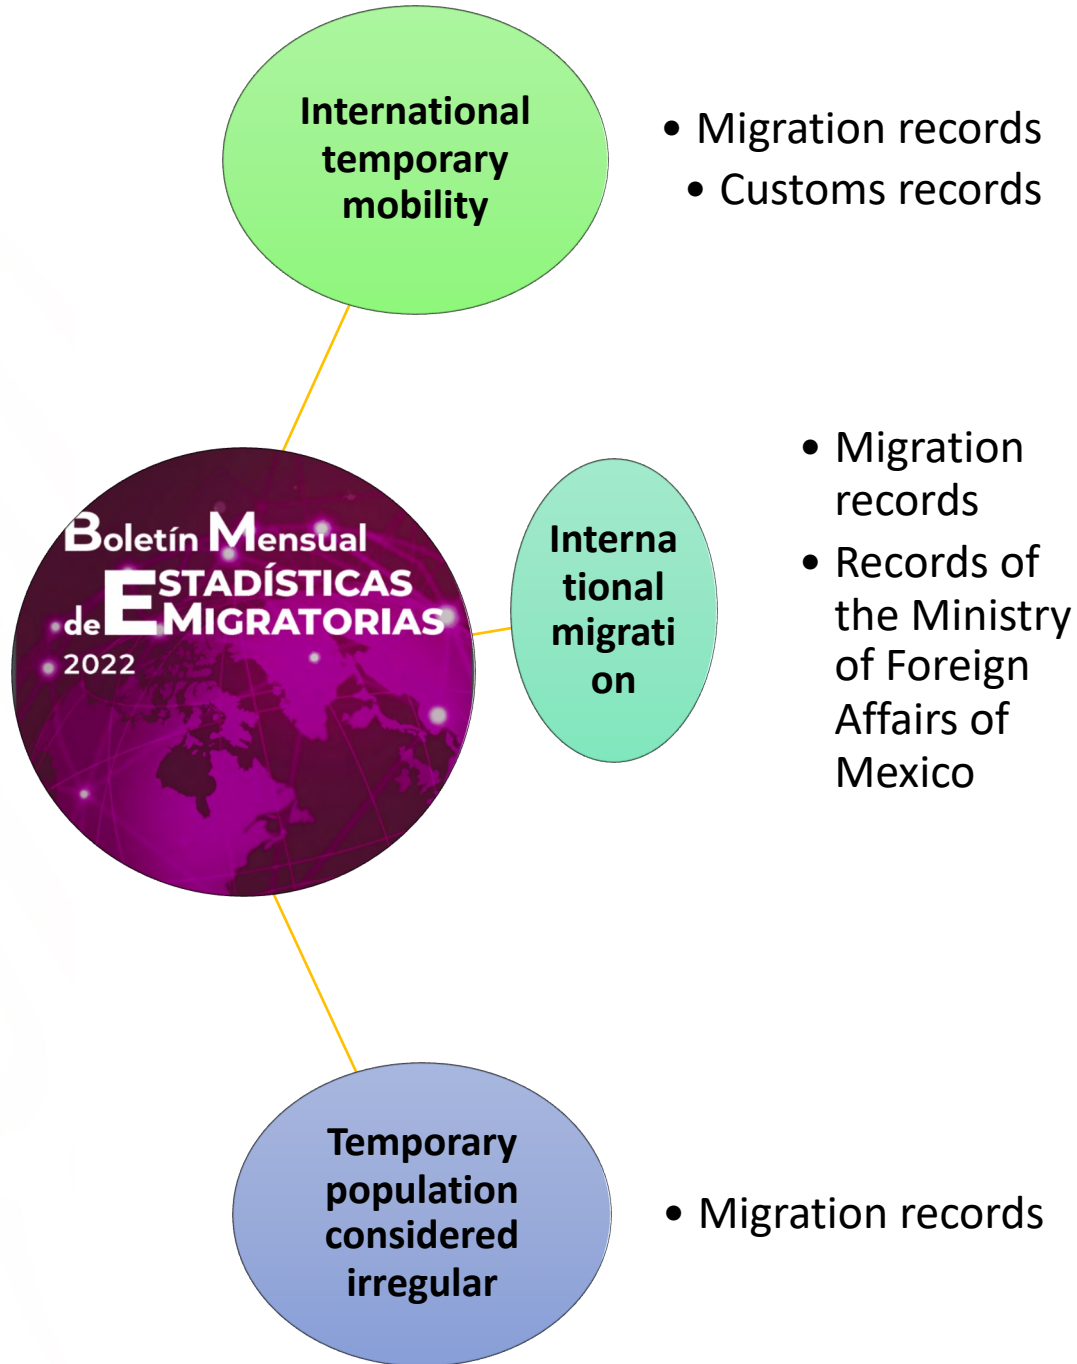 International
temporary
mobility
• Migration records
• Customs records
Boletín Mensual
de ESTADÍSTICAS
MIGRATORIAS
2022
Interna
tional
migrati
on
• Migration
records
• Records of
the Ministry
of Foreign
Affairs of
Mexico
Temporary
population
considered
irregular
• Migration records